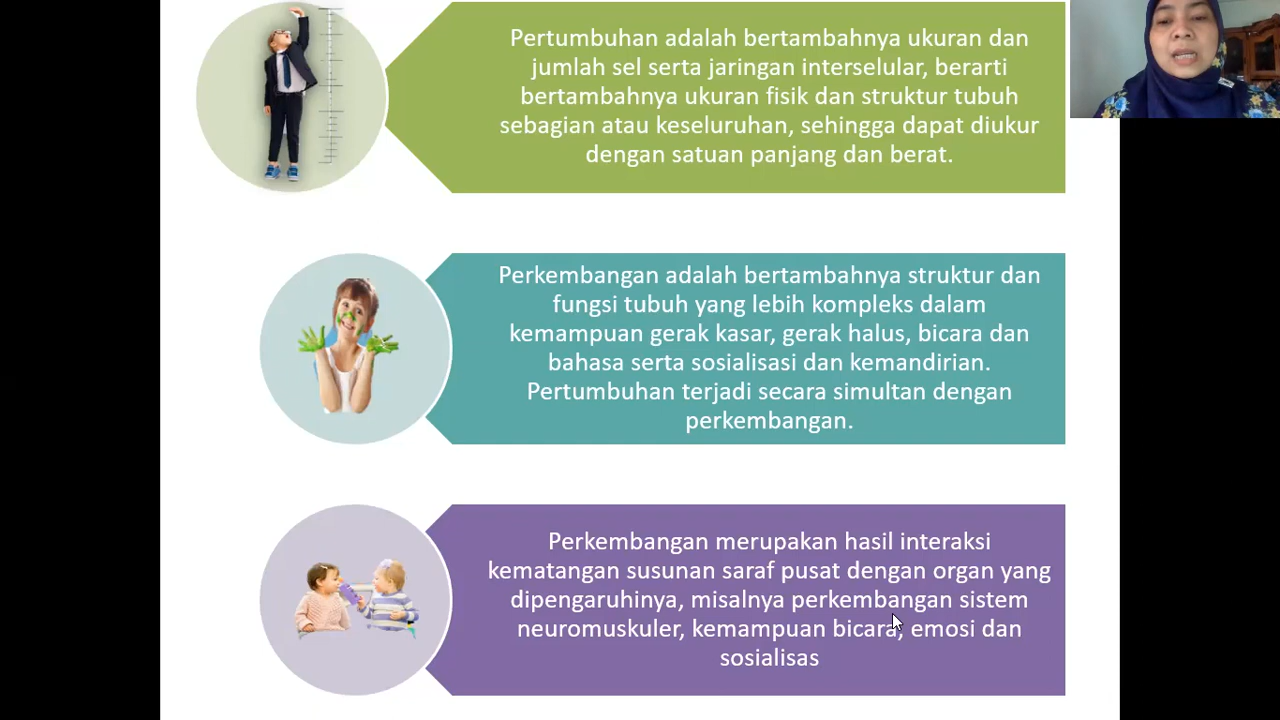 Pertumbuhan adalah bertambahnya ukuran dan
jumlah sel serta jaringan interselular, berarti
bertambahnya ukuran fisik dan struktur tubuh
sebagian atau keseluruhan, sehingga dapat diukur
dengan satuan panjang dan berat.
Perkembangan adalah bertambahnya struktur dan
fungsi tubuh yang lebih kompleks dalam
kemampuan gerak kasar, gerak halus, bicara dan
bahasa serta sosialisasi dan kemandirian.
Pertumbuhan terjadi secara simultan dengan
perkembangan.
Perkembangan merupakan hasil interaksi
kematangan susunan saraf pusat dengan organ yang
dipengaruhinya, misalnya perkembangan sistem
neuromuskuler, kemampuan bicara, emosi dan
sosialisas